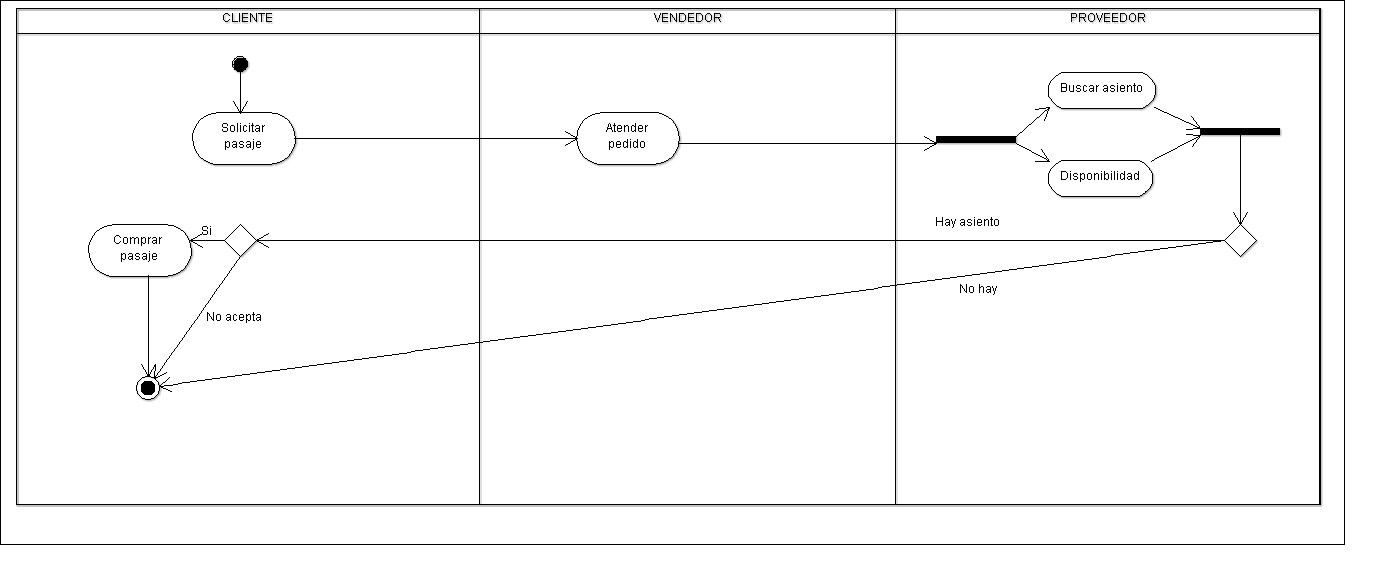 CLIENTE
VENDEDOR
PROVEEDOR
Buscar asiento
Solicitar
pasaje
Atender
pedido
Disponibilidad
Hay asiento
Si
Comprar
pasaje
No hay
No acepta